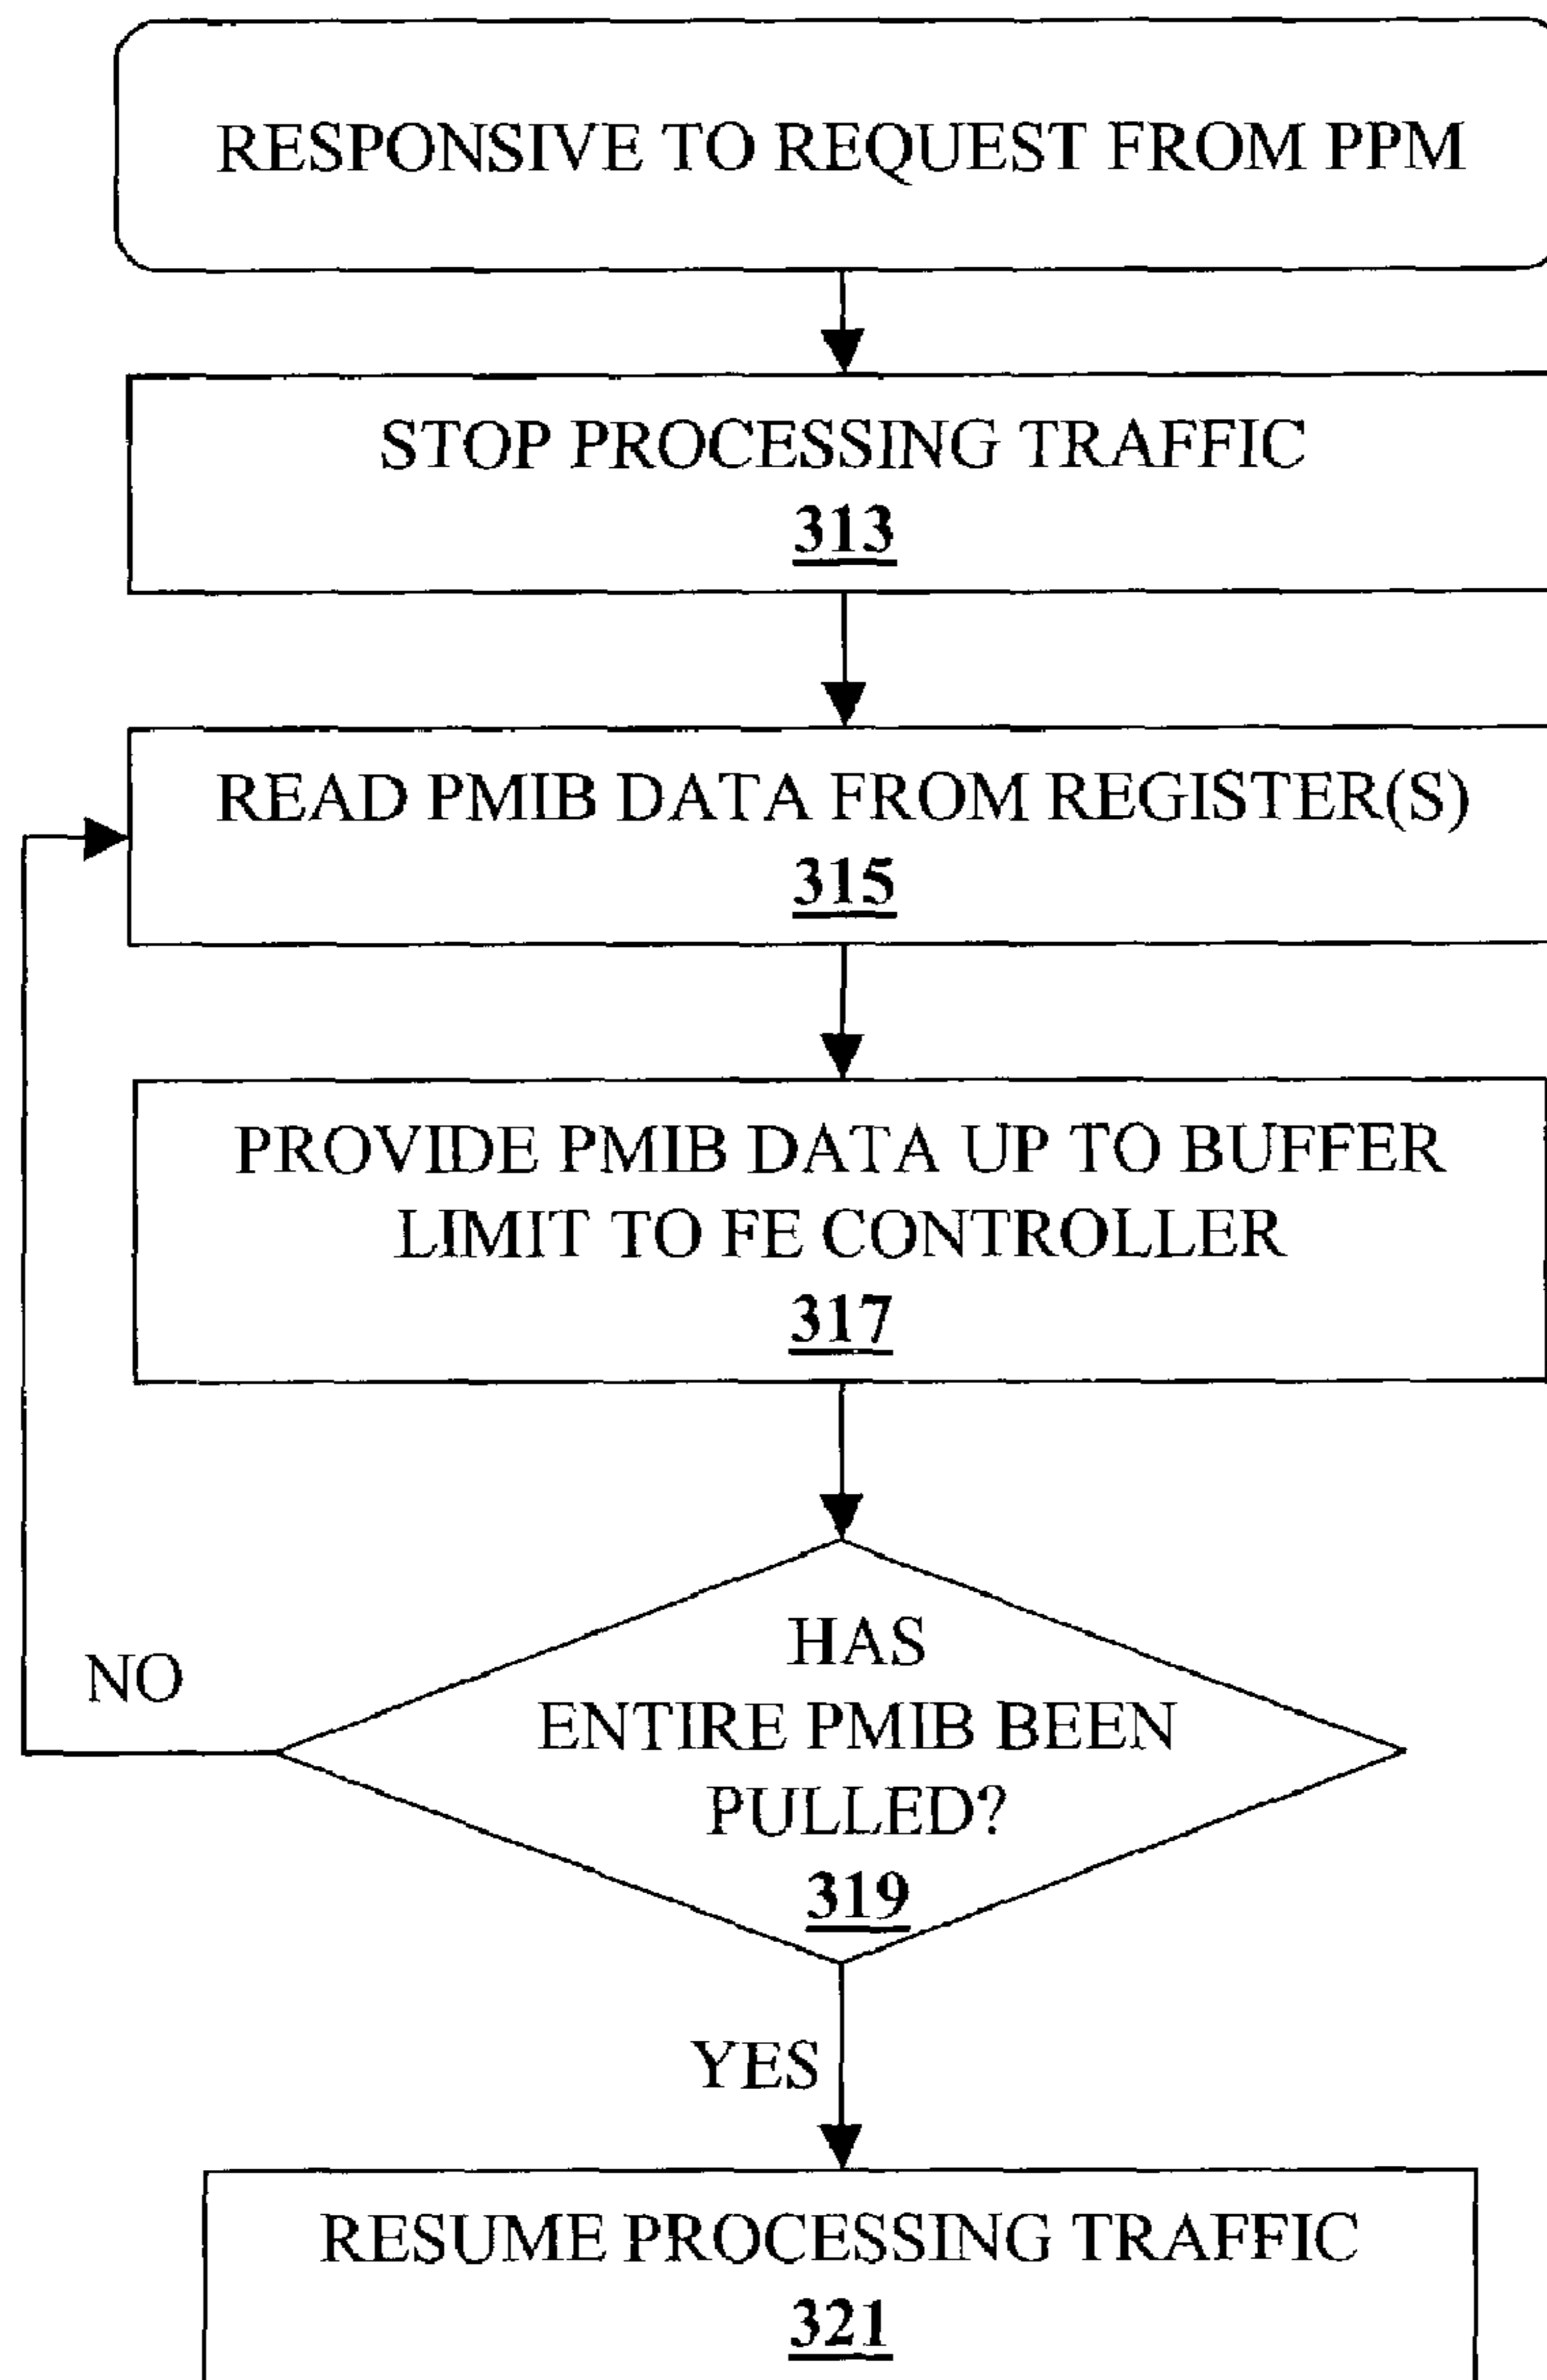 RESPONSIVE TO REQUEST FROM PPM
STOP PROCESSING TRAFFIC
313
READ PMIB DATA FROM REGISTER(S)
315
PROVIDE PMIB DATA UP TO BUFFER
LIMIT TO FE CONTROLLER
317
HAS
ENTIRE PMIB BEEN
PULLED?
319
NO
YES
RESUME PROCESSING TRAFFIC
321